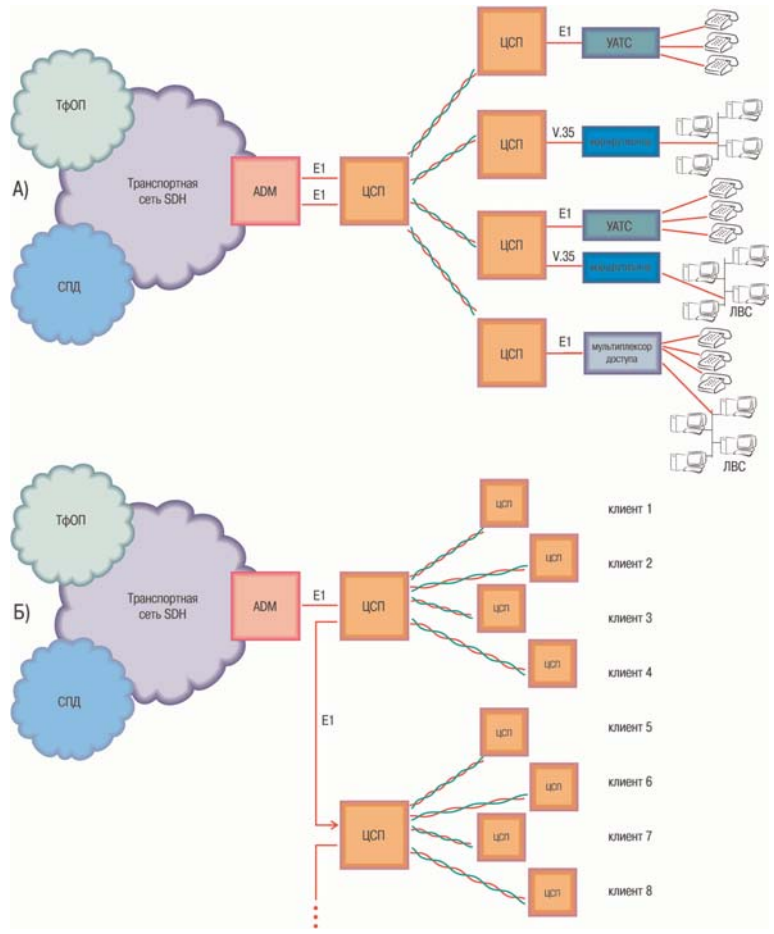 А)
ТфОП
Транспортная
сеть SDH
СПД
ADM
E1
E1
ЦСП
ЦСП
E1
УАТС
ЦСП
V.35
ЦСП
E1
УАТС
V.35
ЛВС
ЦСП
E1
мультиплексор
доступа
ЛВС
Б)
ТфОП
Транспортная
сеть SDH
СПД
ADM
E1
ЦСП
ЦСП
клиент 1
ЦСП
клиент 2
ЦСП
клиент 3
ЦСП
клиент 4
E1
ЦСП
ЦСП
клиент 5
ЦСП
клиент 6
ЦСП
клиент 7
ЦСП
клиент 8